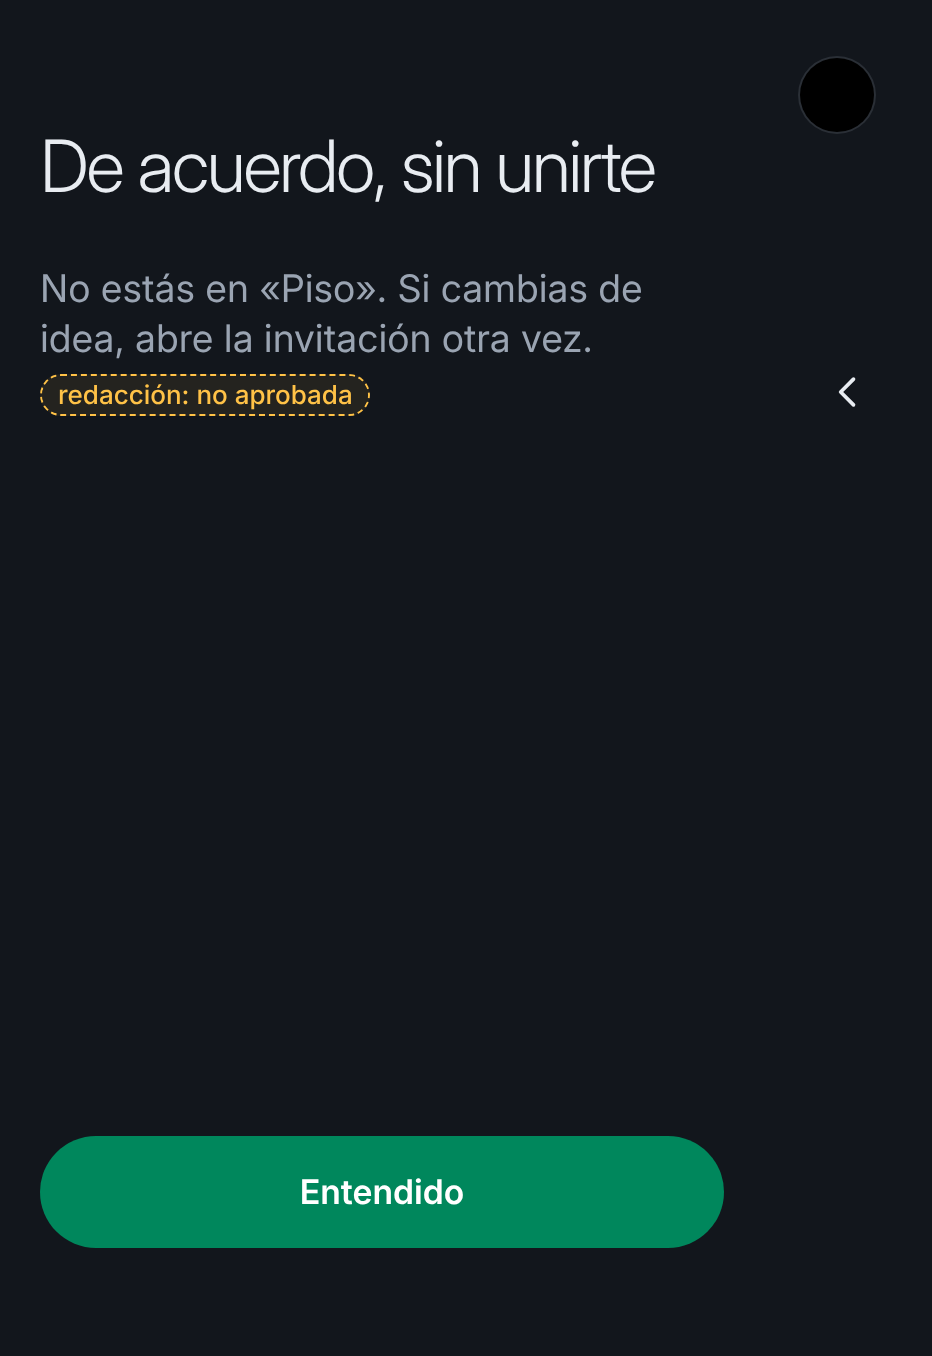 De acuerdo, sin unirte
No estás en «Piso». Si cambias de
idea, abre la invitación otra vez.
redacción: no aprobada
Entendido